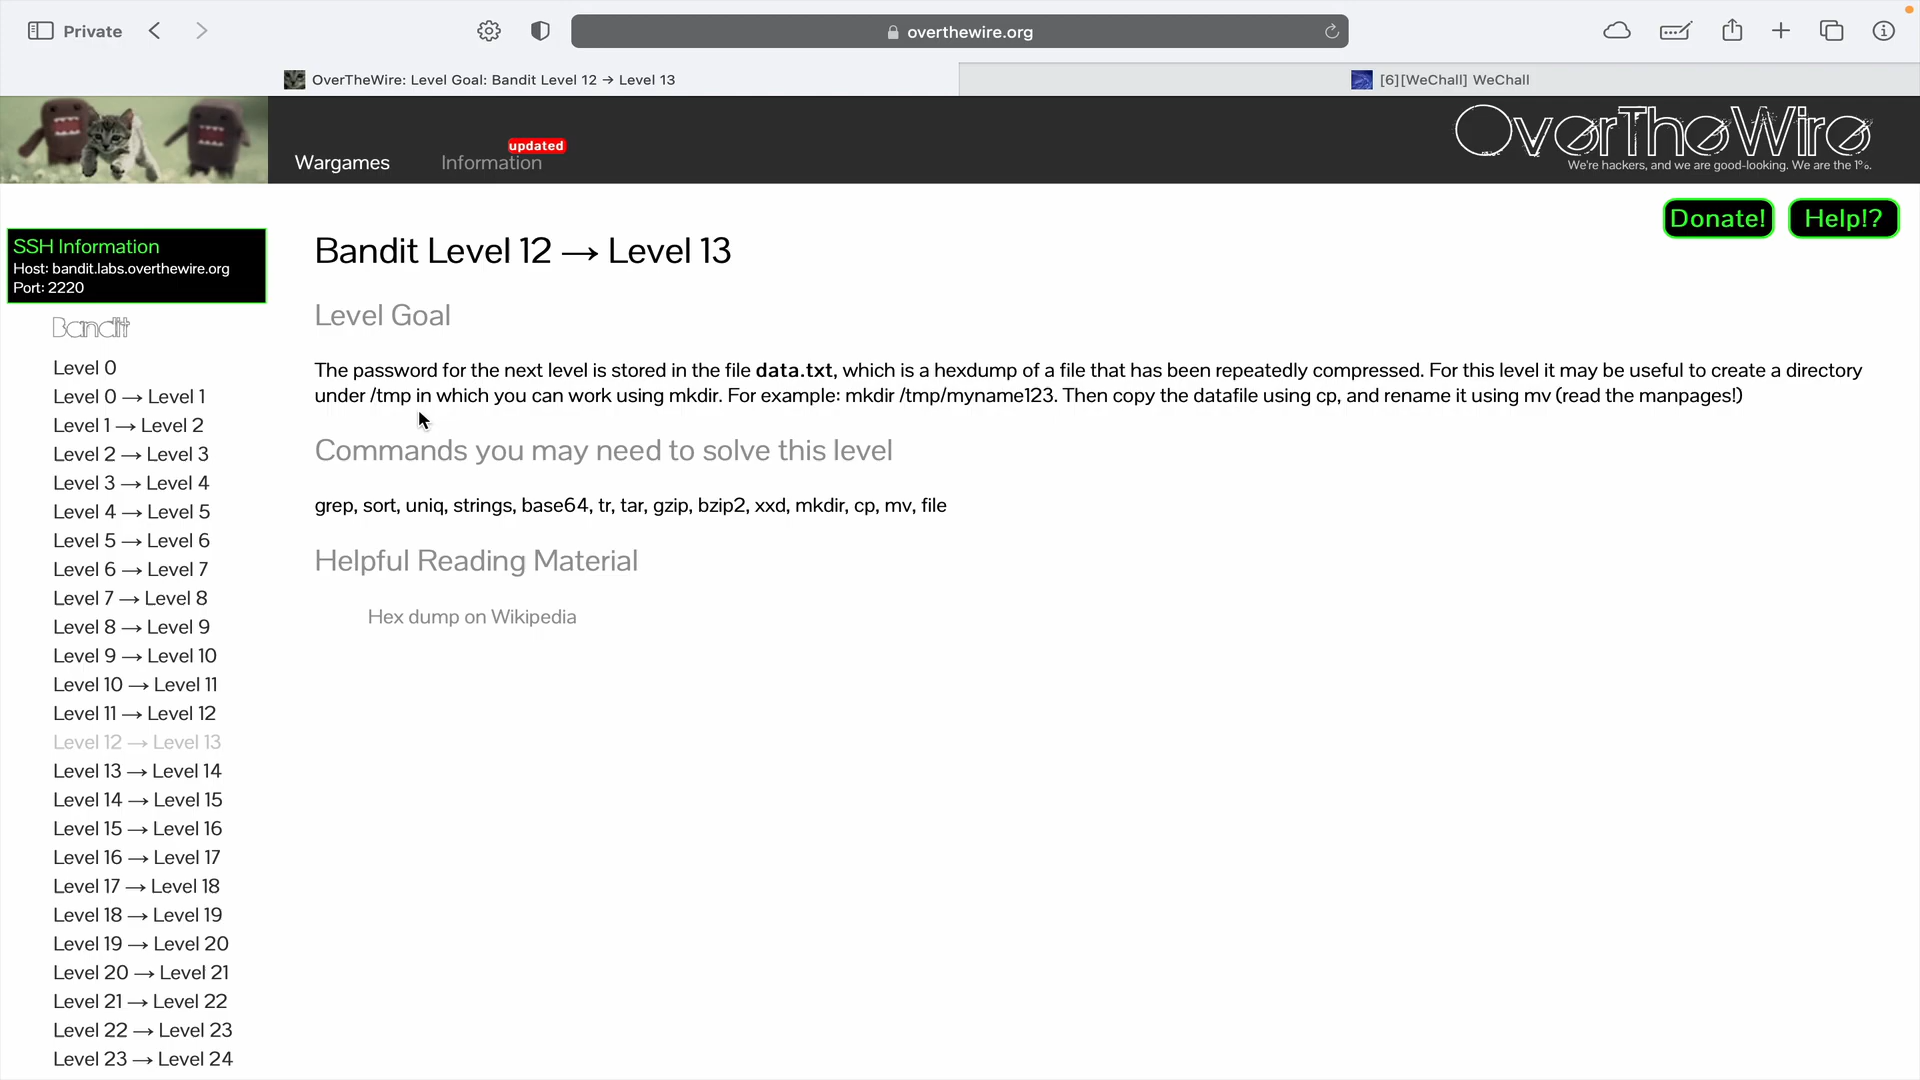 Private
overthewire.org
OverTheWire: Level Goal: Bandit Level 12 → Level 13
[6][WeChall] WeChall
Wargames
Information
updated
OverTheWire
We're hackers, and we are good-looking. We are the 1%.
Donate!
Help!?
SSH Information
Host: bandit.labs.overthewire.org
Port: 2220
Bandit
Level 0
Level 0 → Level 1
Level 1 → Level 2
Level 2 → Level 3
Level 3 → Level 4
Level 4 → Level 5
Level 5 → Level 6
Level 6 → Level 7
Level 7 → Level 8
Level 8 → Level 9
Level 9 → Level 10
Level 10 → Level 11
Level 11 → Level 12
Level 12 → Level 13
Level 13 → Level 14
Level 14 → Level 15
Level 15 → Level 16
Level 16 → Level 17
Level 17 → Level 18
Level 18 → Level 19
Level 19 → Level 20
Level 20 → Level 21
Level 21 → Level 22
Level 22 → Level 23
Level 23 → Level 24
Bandit Level 12 → Level 13
Level Goal
The password for the next level is stored in the file data.txt, which is a hexdump of a file that has been repeatedly compressed. For this level it may be useful to create a directory
under /tmp in which you can work using mkdir. For example: mkdir /tmp/myname123. Then copy the datafile using cp, and rename it using mv (read the manpages!)
Commands you may need to solve this level
grep, sort, uniq, strings, base64, tr, tar, gzip, bzip2, xxd, mkdir, cp, mv, file
Helpful Reading Material
Hex dump on Wikipedia